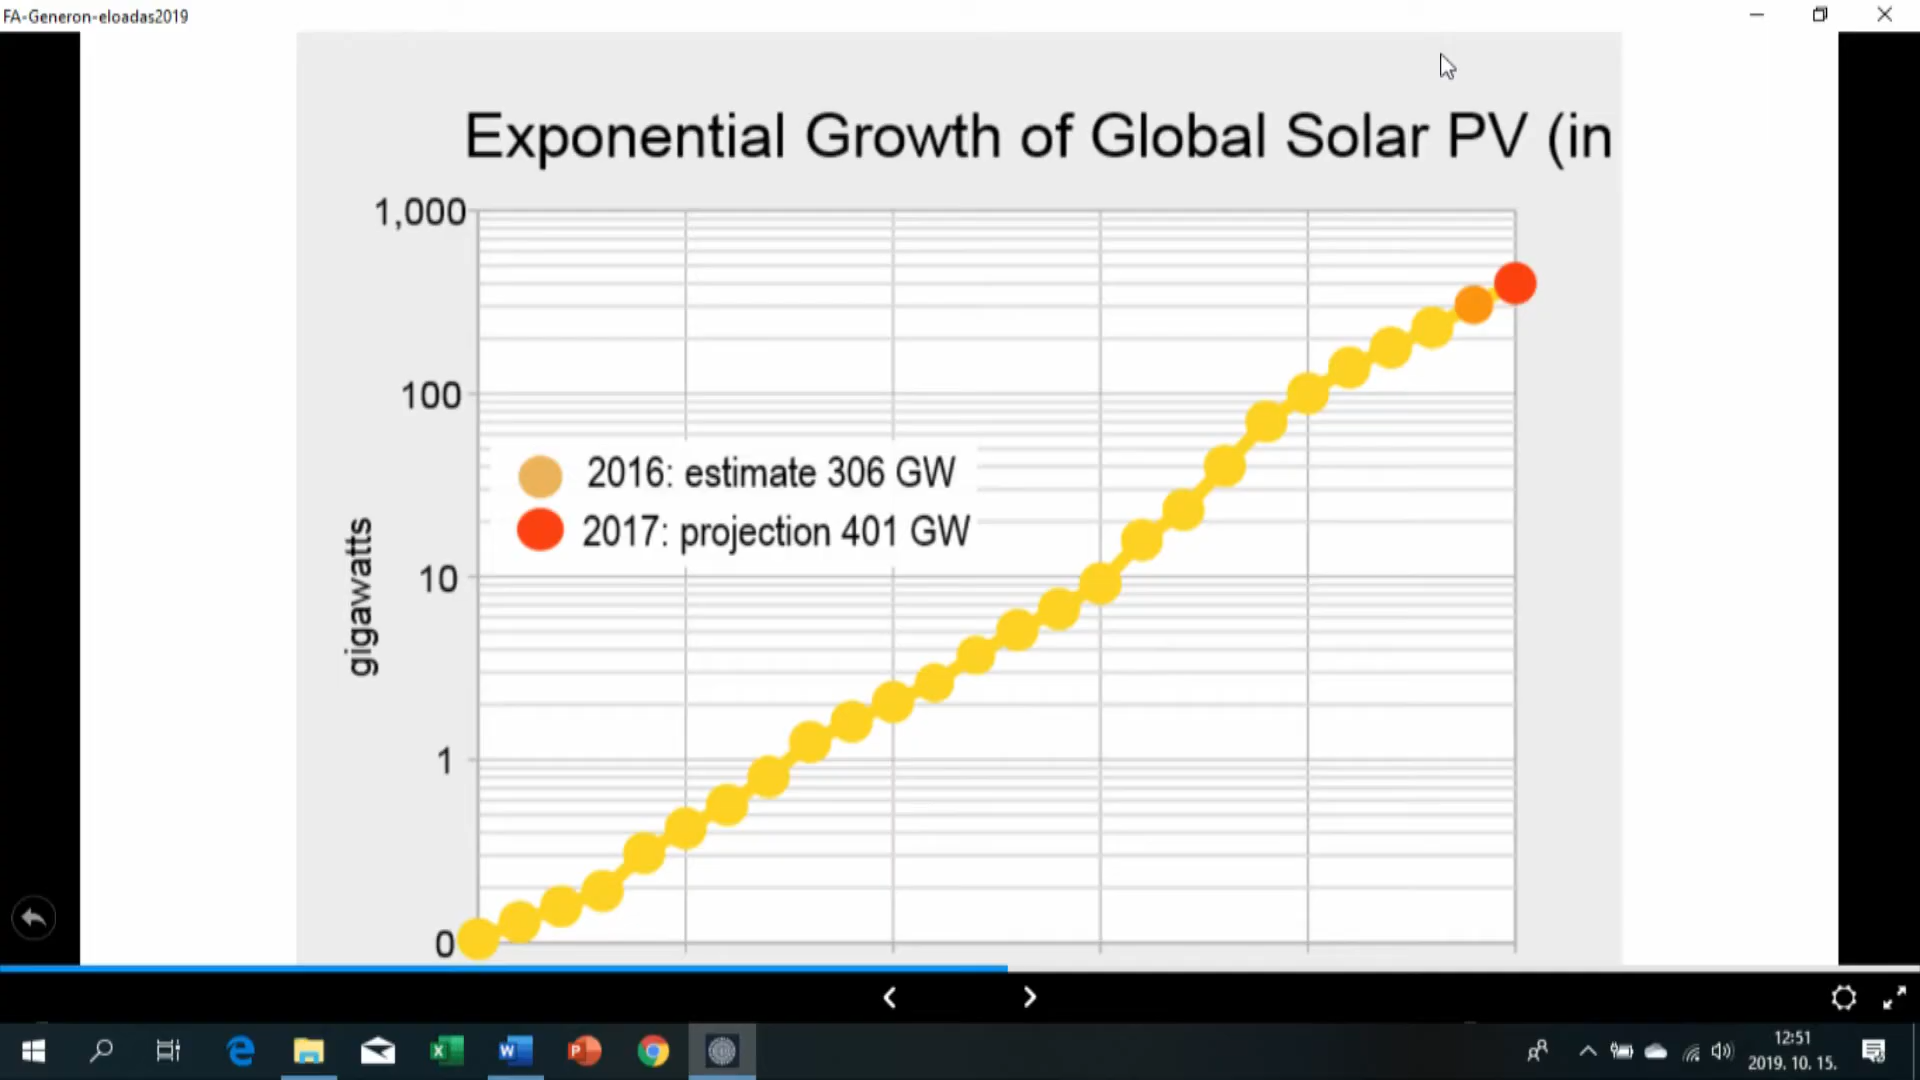 FA-Generon-eloadas2019
Exponential Growth of Global Solar PV (in
1,000
100
10
1
0
gigawatts
2016: estimate 306 GW
2017: projection 401 GW
12:51
2019. 10. 15.